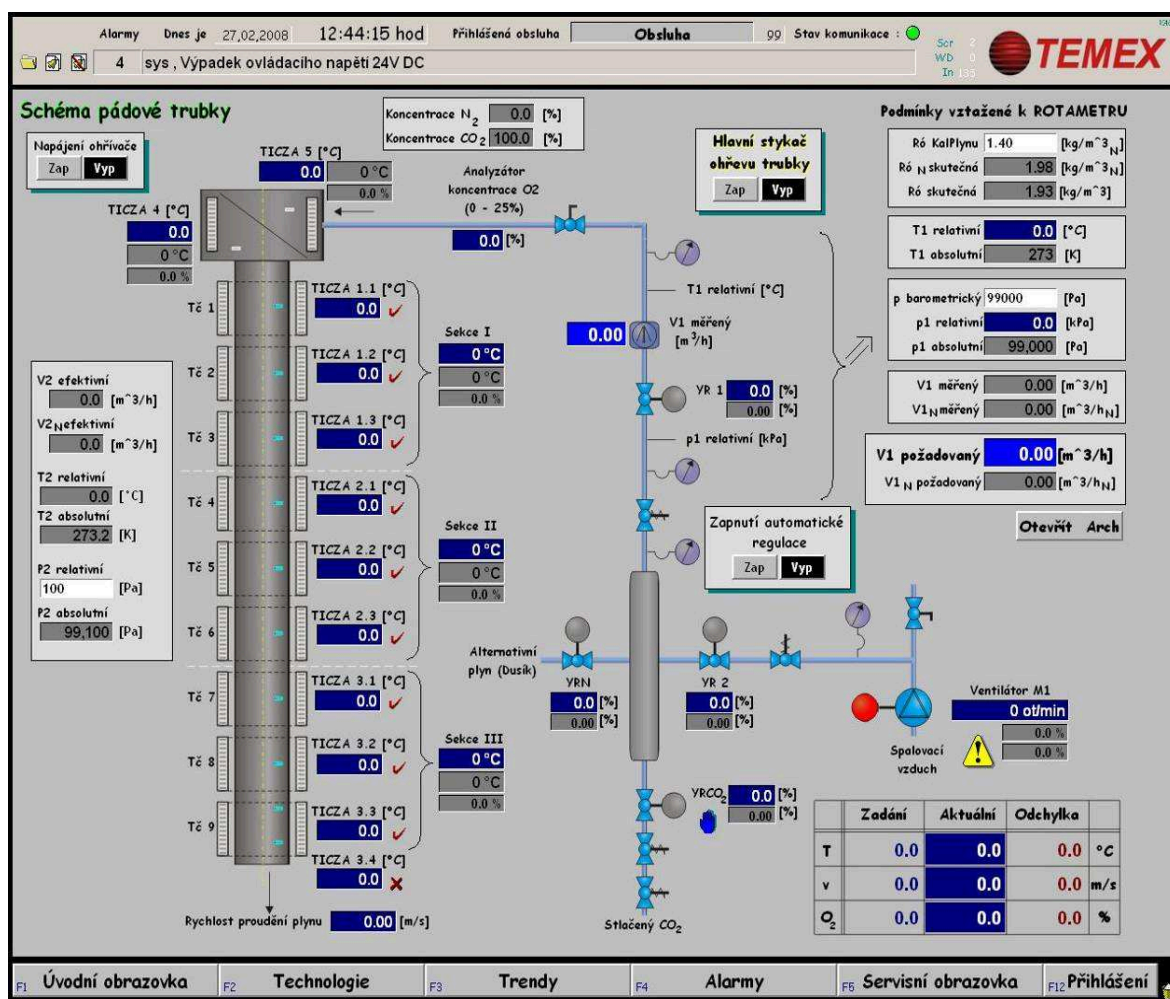 Alarmy Dnes je 27,02,2008 12:44:15 hod Přihlášená obsluha Obsluha 99 Stav komunikace :
Scr 2
Wb 0
In 135
TEMEX
4 sys , Výpadek ovládacího napětí 24V DC
Schéma pádové trubky
Napájení ohřívače
Zap Vyp
Koncentrace N2 0.0 [%]
Koncentrace CO2 100.0 [%]
TICZA 5 [°C]
0.0 0 °C
0.0 %
TICZA 4 [°C]
0.0
0 °C
0.0 %
Analyzátor
koncentrace O2
(0 - 25%)
0.0 [%]
Hlavní stykač
ohřevu trubky
Zap Vyp
Podmínky vztažené k ROTAMETRU
Ró KalPlynu 1.40 [kg/m^3N]
Ró N skutečná 1.98 [kg/m^3N]
Ró skutečná 1.93 [kg/m^3]
T1 relativní 0.0 [°C]
T1 absolutní 273 [K]
p barometrický 99000 [Pa]
p1 relativní 0.0 [kPa]
p1 absolutní 99,000 [Pa]
V1 měřený 0.00 [m^3/h]
V1N měřený 0.00 [m^3/hN]
V1 požadovaný 0.00 [m^3/h]
V1N požadovaný 0.00 [m^3/hN]
Otevřít Arch
Tč 1
TICZA 1.1 [°C]
0.0
Tč 2
TICZA 1.2 [°C]
0.0
Tč 3
TICZA 1.3 [°C]
0.0
Sekce I
0 °C
0 °C
0.0 %
Tč 4
TICZA 2.1 [°C]
0.0
Tč 5
TICZA 2.2 [°C]
0.0
Tč 6
TICZA 2.3 [°C]
0.0
Sekce II
0 °C
0 °C
0.0 %
Tč 7
TICZA 3.1 [°C]
0.0
Tč 8
TICZA 3.2 [°C]
0.0
Tč 9
TICZA 3.3 [°C]
0.0
TICZA 3.4 [°C]
0.0
Sekce III
0 °C
0 °C
0.0 %
V2 efektivní
0.0 [m^3/h]
V2Nefektivní
0.0 [m^3/h]
T2 relativní
0.0 [°C]
T2 absolutní
273.2 [K]
P2 relativní
100 [Pa]
P2 absolutní
99,100 [Pa]
Rychlost proudění plynu 0.00 [m/s]
T1 relativní [°C]
0.00
V1 měřený
[m3/h]
YR 1 0.0 [%]
0.00 [%]
p1 relativní [kPa]
Zapnutí automatické
regulace
Zap Vyp
Alternativní
plyn (Dusík)
YRN
0.0 [%]
0.00 [%]
YR 2
0.0 [%]
0.00 [%]
Ventilátor M1
0 ot/min
0.0 %
0.0 %
Spalovací
vzduch
YRCO2 0.0 [%]
0.00 [%]
Stlačený CO2
Zadání Aktuální Odchylka
T 0.0 0.0 0.0 °C
v 0.0 0.0 0.0 m/s
O2 0.0 0.0 0.0 %
F1 Úvodní obrazovka F2 Technologie F3 Trendy F4 Alarmy F5 Servisní obrazovka F12 Přihlášení